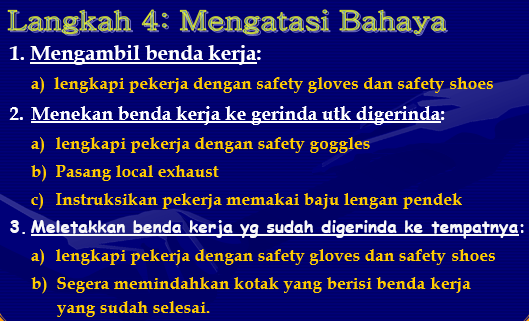 Langkah 4: Mengatasi Bahaya
1. Mengambil benda kerja:
a) lengkapi pekerja dengan safety gloves dan safety shoes
2. Menekan benda kerja ke gerinda utk digerinda:
a) lengkapi pekerja dengan safety goggles
b) Pasang local exhaust
c) Instruksikan pekerja memakai baju lengan pendek
3. Meletakkan benda kerja yg sudah digerinda ke tempatnya:
a) lengkapi pekerja dengan safety gloves dan safety shoes
b) Segera memindahkan kotak yang berisi benda kerja
yang sudah selesai.